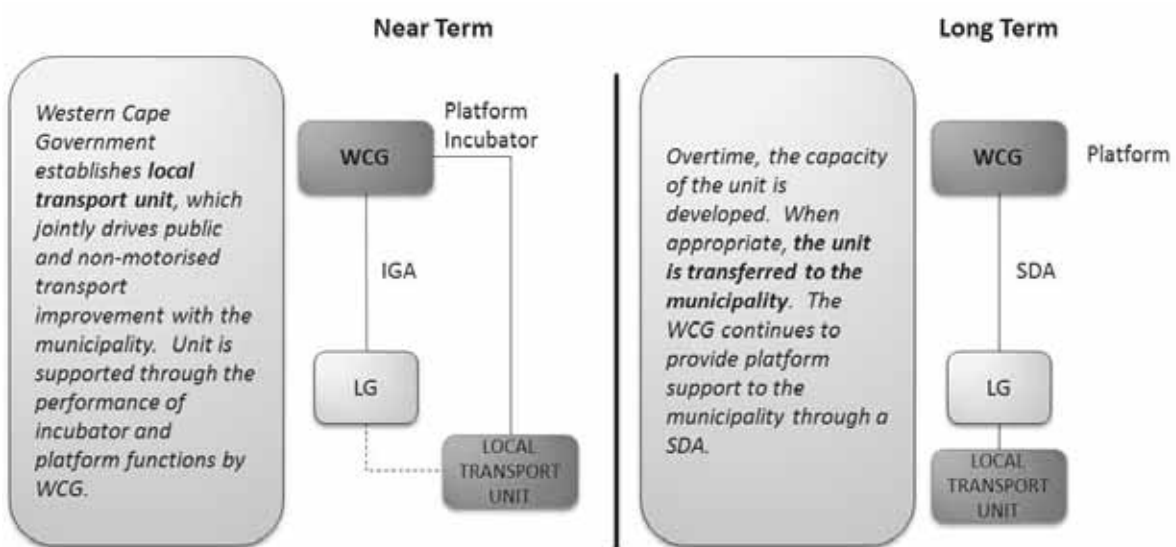 Near Term
Western Cape
Government
establishes local
transport unit, which
jointly drives public
and non-motorised
transport
improvement with the
municipality. Unit is
supported through the
performance of
incubator and
platform functions by
WCG.
Platform
Incubator
WCG
IGA
LG
LOCAL
TRANSPORT
UNIT
Long Term
Overtime, the capacity
of the unit is
developed. When
appropriate, the unit
is transferred to the
municipality. The
WCG continues to
provide platform
support to the
municipality through a
SDA.
WCG
Platform
SDA
LG
LOCAL
TRANSPORT
UNIT